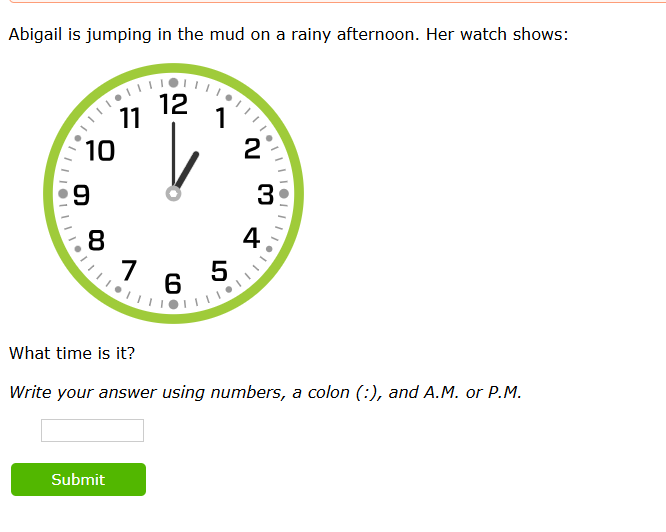 Abigail is jumping in the mud on a rainy afternoon. Her watch shows:
12
11 1
10 2
9 3
8 4
7 5
6
What time is it?
Write your answer using numbers, a colon (:), and A.M. or P.M.
Submit